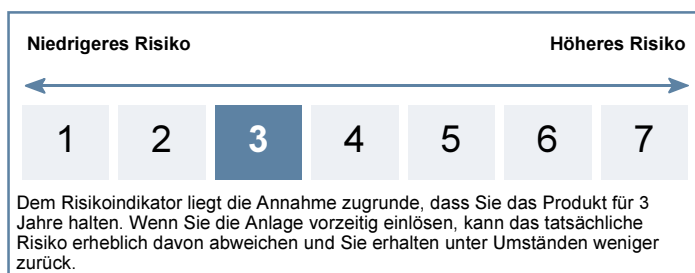 Niedrigeres Risiko Höheres Risiko
1 2 3 4 5 6 7
Dem Risikoindikator liegt die Annahme zugrunde, dass Sie das Produkt für 3
Jahre halten. Wenn Sie die Anlage vorzeitig einlösen, kann das tatsächliche
Risiko erheblich davon abweichen und Sie erhalten unter Umständen weniger
zurück.